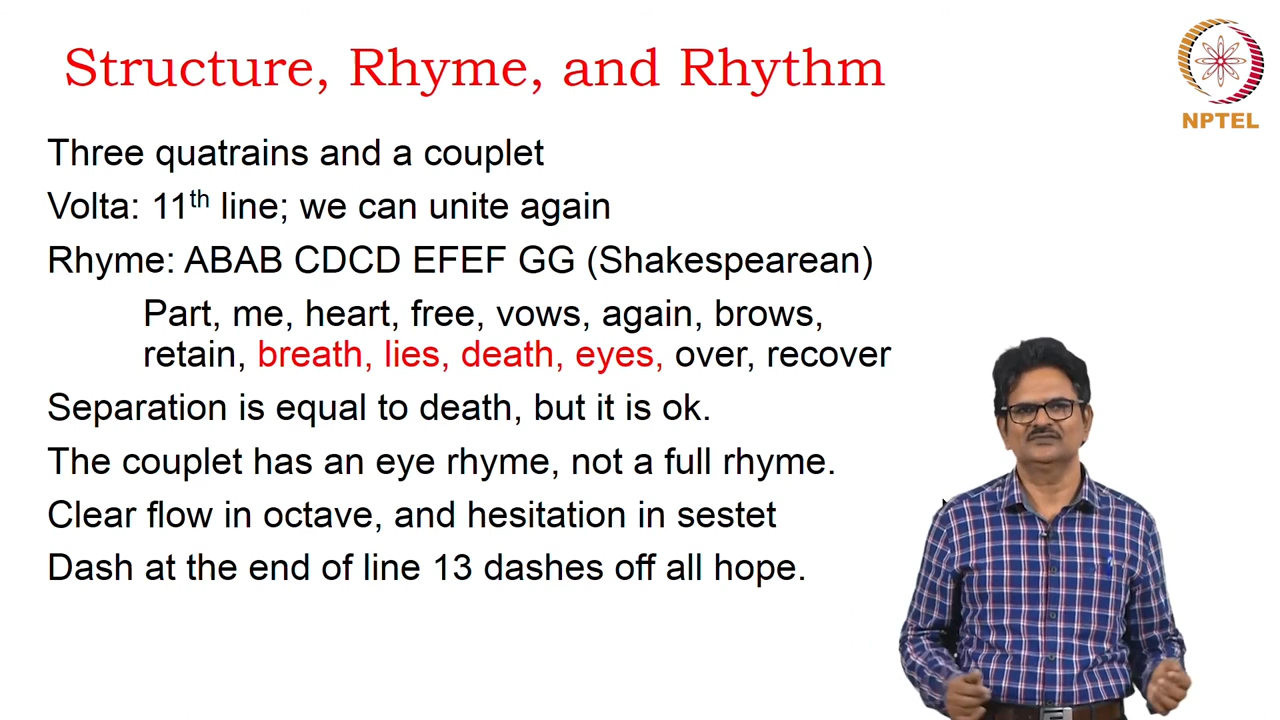 Structure, Rhyme, and Rhythm
NPTEL
Three quatrains and a couplet
Volta: 11th line; we can unite again
Rhyme: ABAB CDCD EFEF GG (Shakespearean)
Part, me, heart, free, vows, again, brows,
retain, breath, lies, death, eyes, over, recover
Separation is equal to death, but it is ok.
The couplet has an eye rhyme, not a full rhyme.
Clear flow in octave, and hesitation in sestet
Dash at the end of line 13 dashes off all hope.